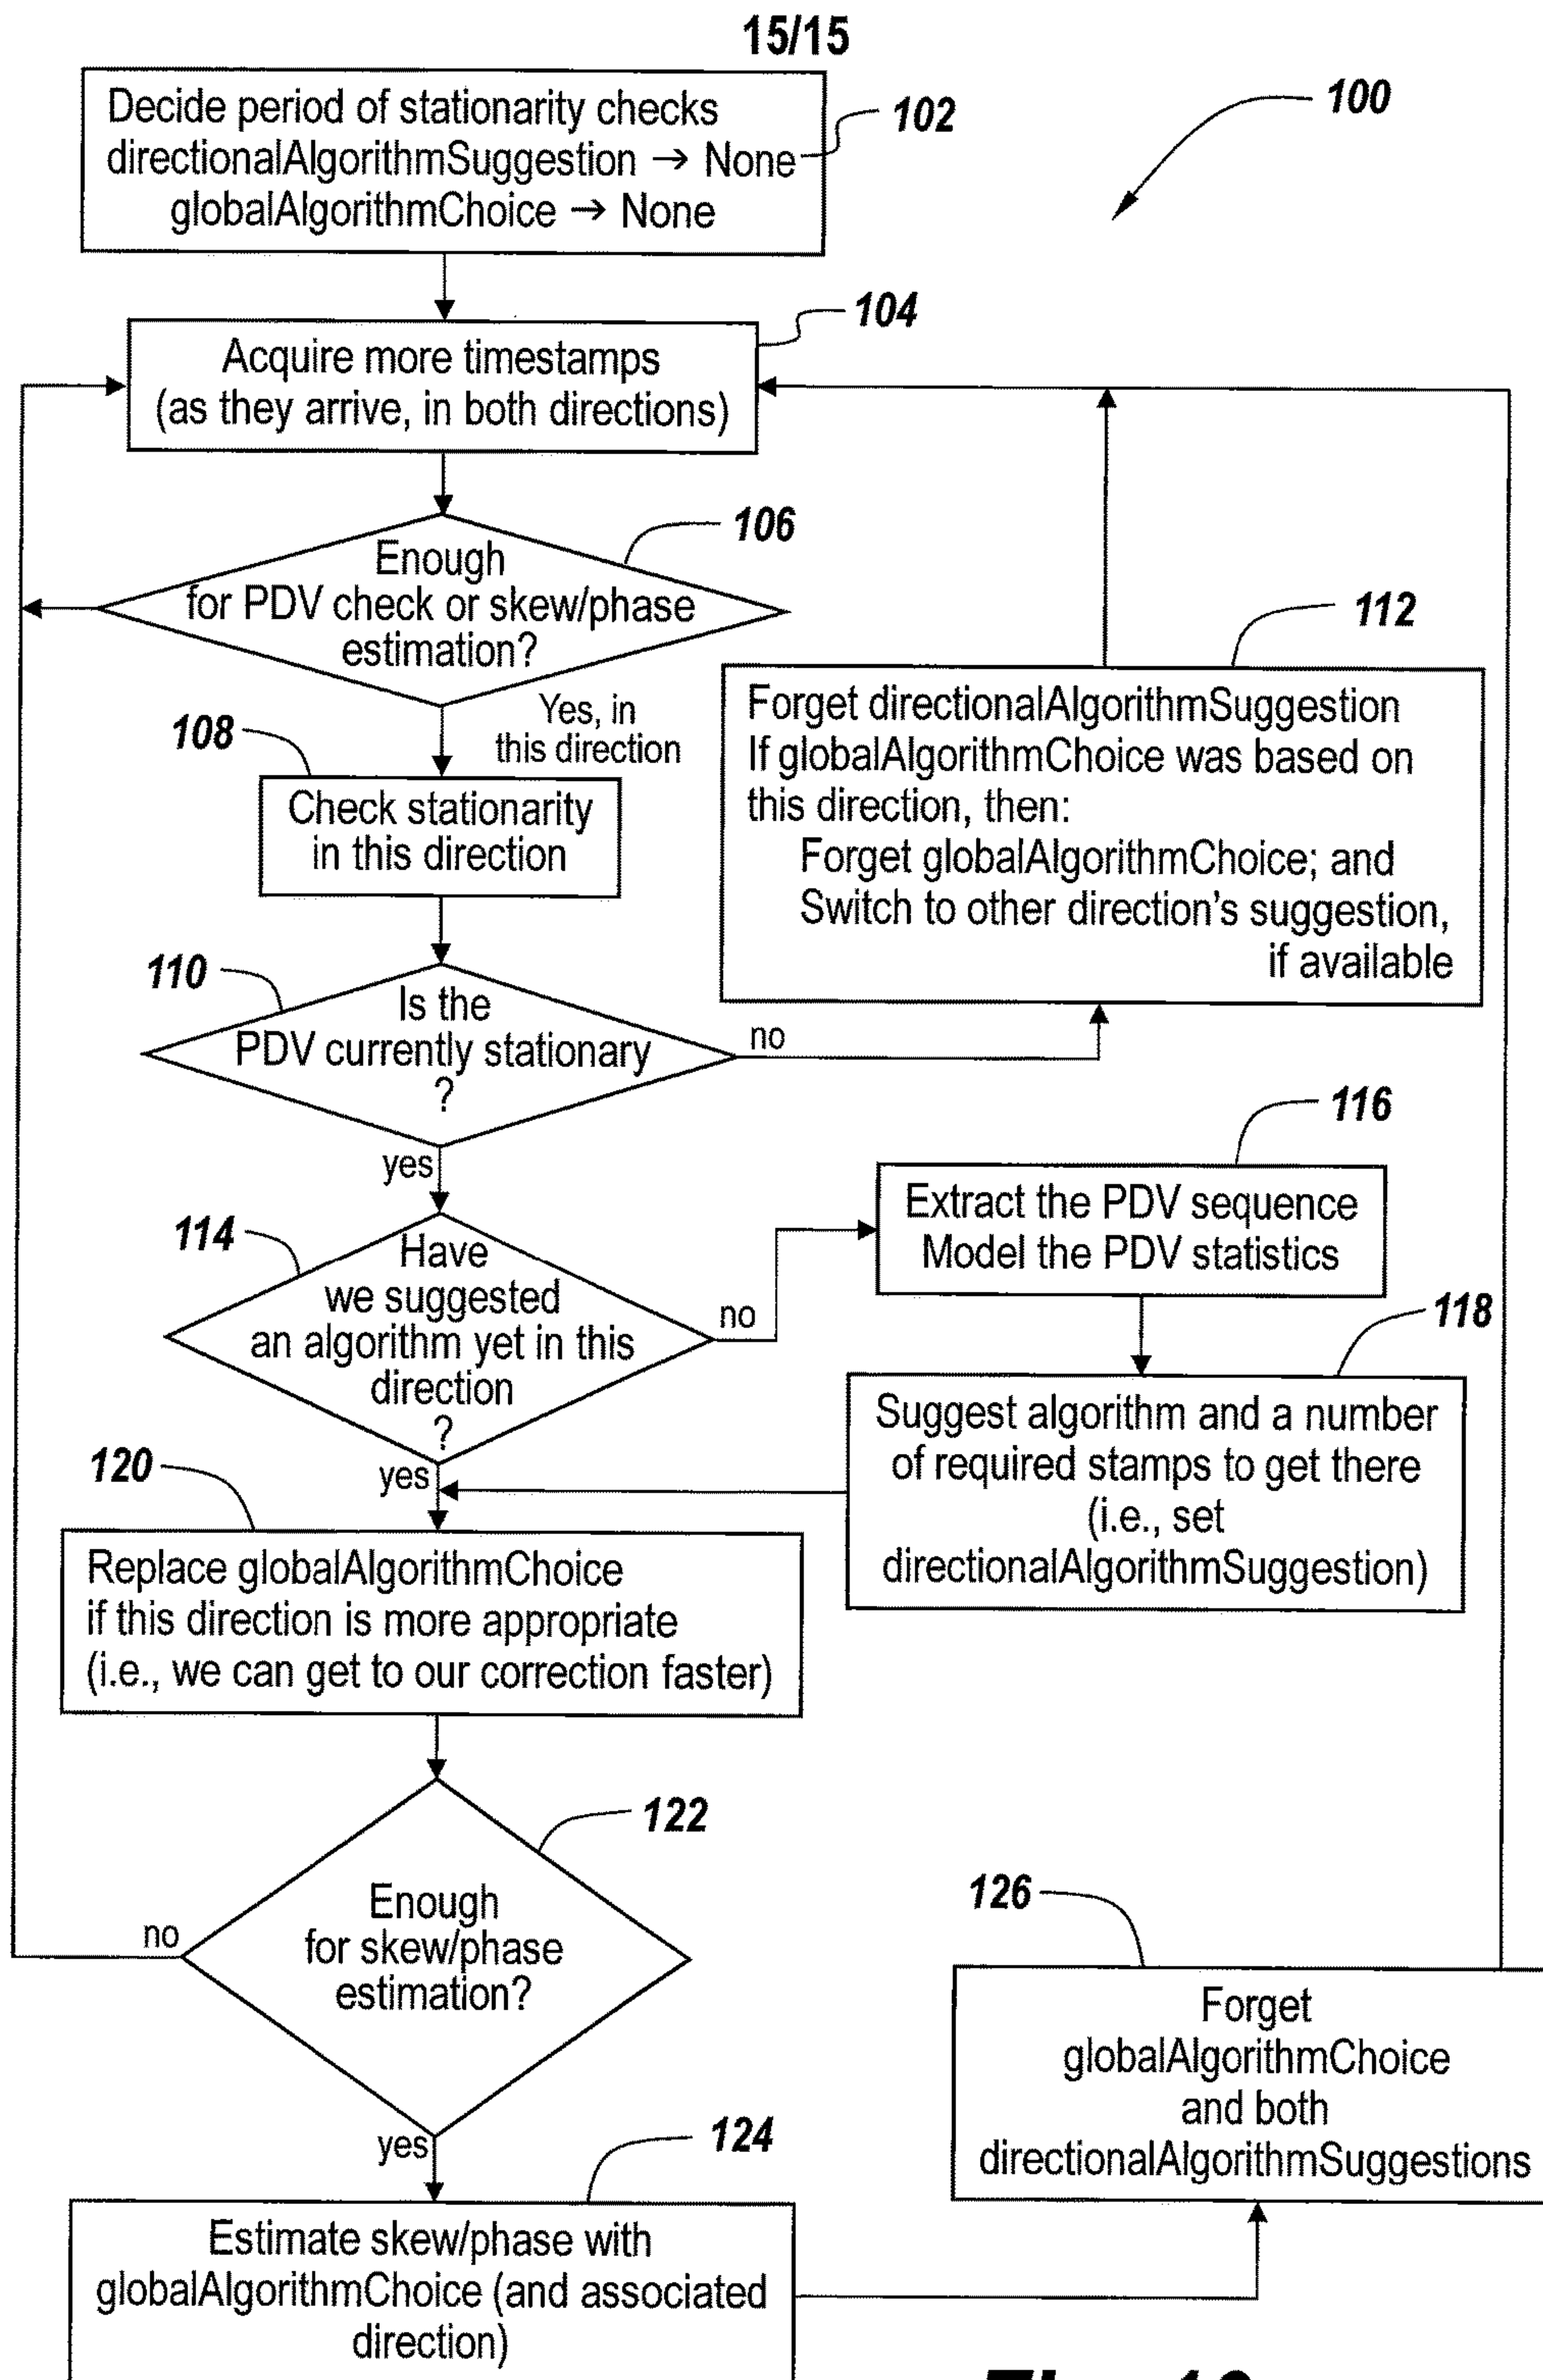 15/15
Decide period of stationarity checks
directionalAlgorithmSuggestion → None
globalAlgorithmChoice → None
102
100
Acquire more timestamps
(as they arrive, in both directions)
104
Enough
for PDV check or skew/phase
estimation?
106
Yes, in
this direction
108
Check stationarity
in this direction
112
Forget directionalAlgorithmSuggestion
If globalAlgorithmChoice was based on
this direction, then:
Forget globalAlgorithmChoice; and
Switch to other direction's suggestion,
if available
110
Is the
PDV currently stationary
?
no
yes
114
Have
we suggested
an algorithm yet in this
direction
?
no
yes
116
Extract the PDV sequence
Model the PDV statistics
118
Suggest algorithm and a number
of required stamps to get there
(i.e., set
directionalAlgorithmSuggestion)
120
Replace globalAlgorithmChoice
if this direction is more appropriate
(i.e., we can get to our correction faster)
122
Enough
for skew/phase
estimation?
no
yes
124
Estimate skew/phase with
globalAlgorithmChoice (and associated
direction)
126
Forget
globalAlgorithmChoice
and both
directionalAlgorithmSuggestions